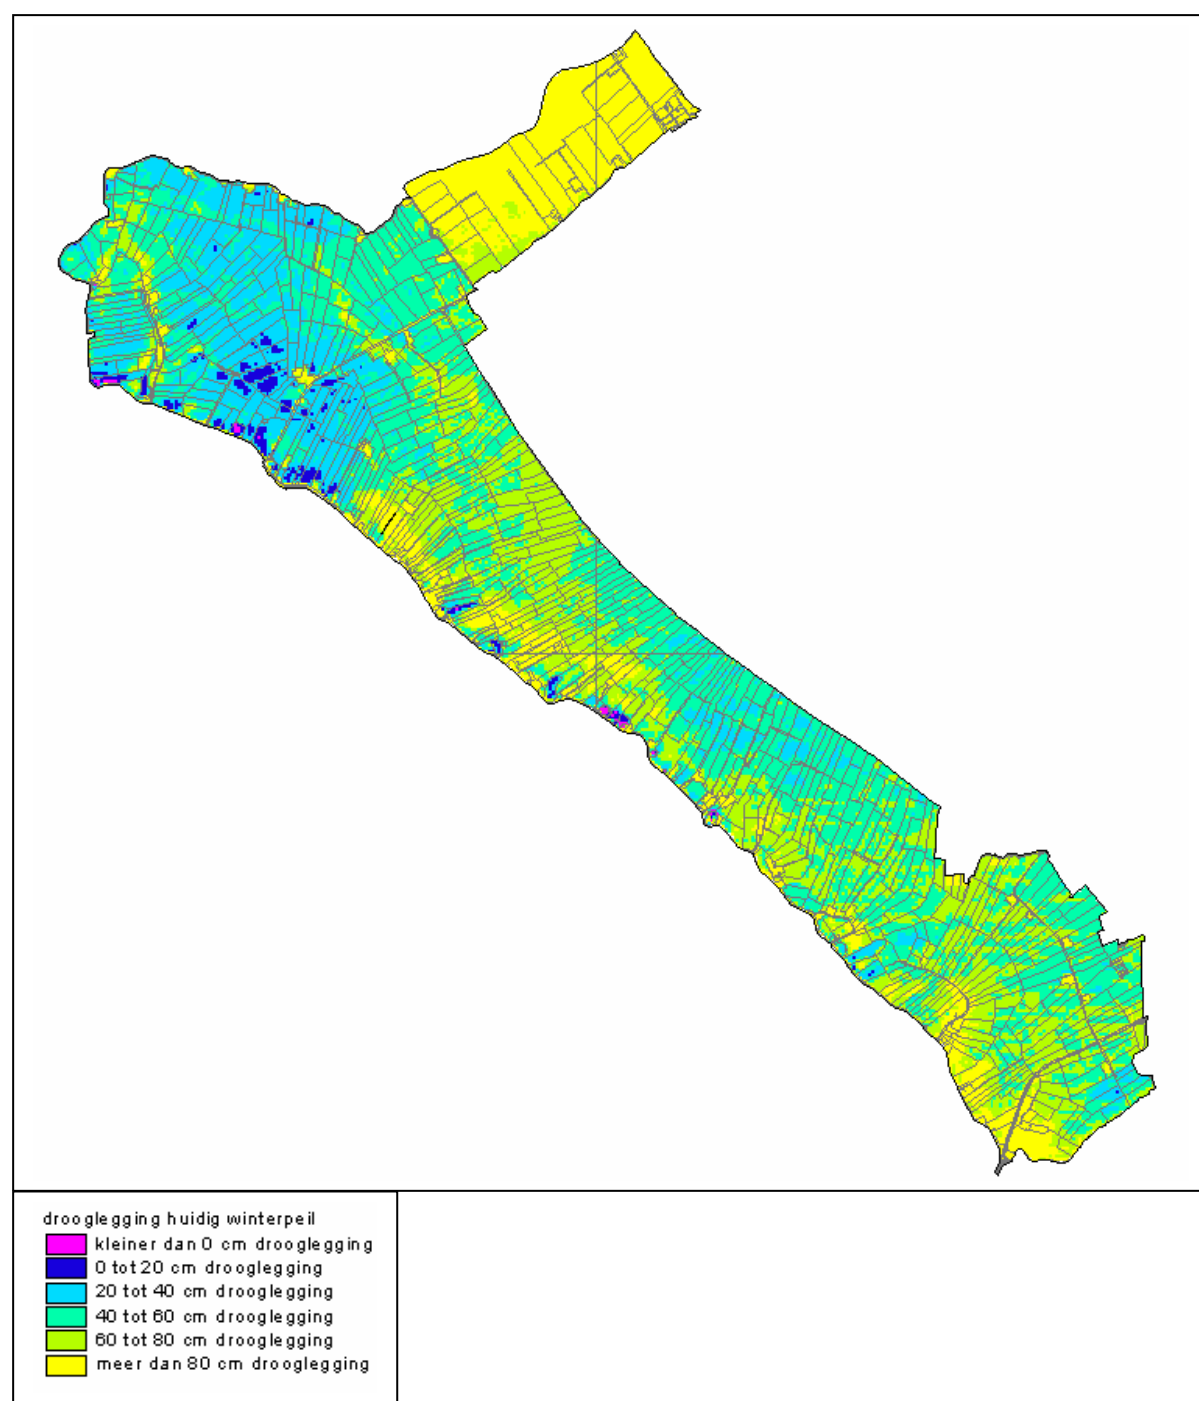 drooglegging huidig winterpeil
kleiner dan 0 cm drooglegging
0 tot 20 cm drooglegging
20 tot 40 cm drooglegging
40 tot 60 cm drooglegging
60 tot 80 cm drooglegging
meer dan 80 cm drooglegging